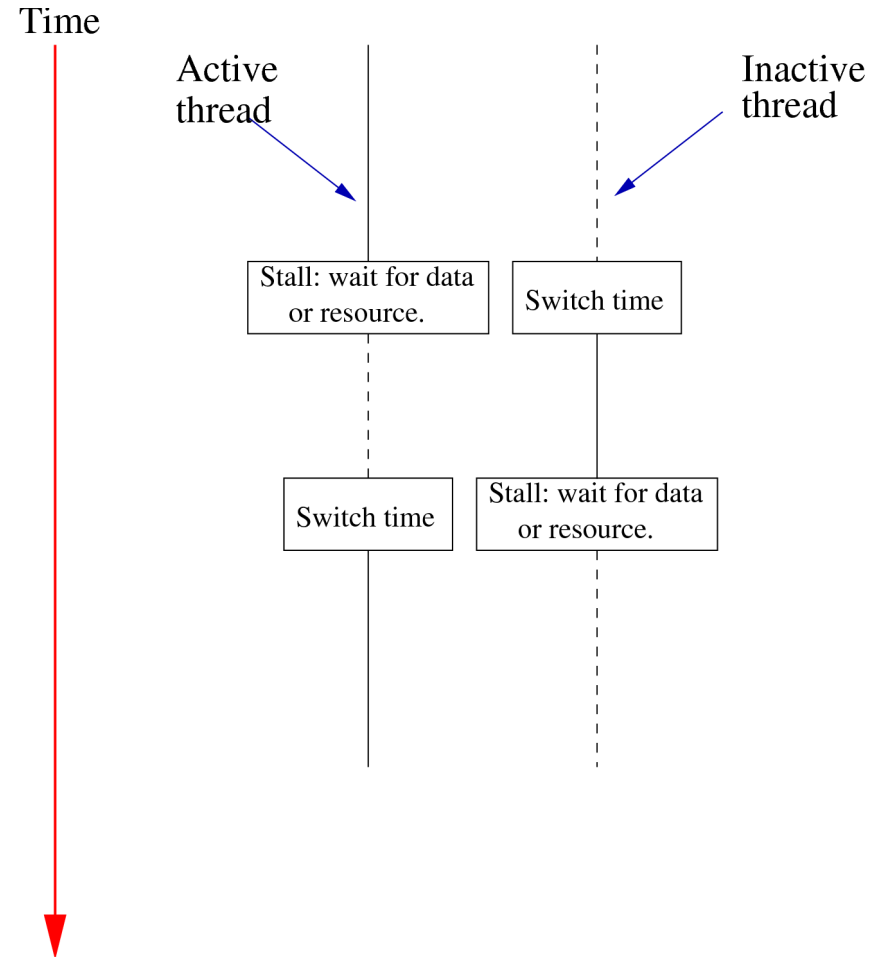 Time
Active
thread
Inactive
thread
Stall: wait for data
or resource.
Switch time
Switch time
Stall: wait for data
or resource.